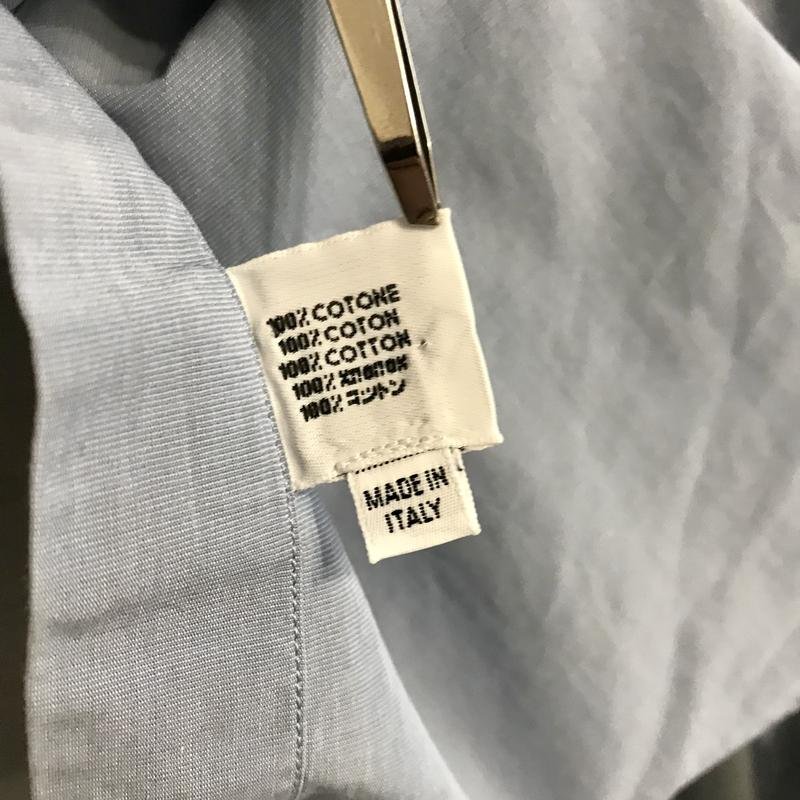 100% COTONE
100% COTON
100% COTTON
100% хлопок
100% コットン
MADE IN
ITALY